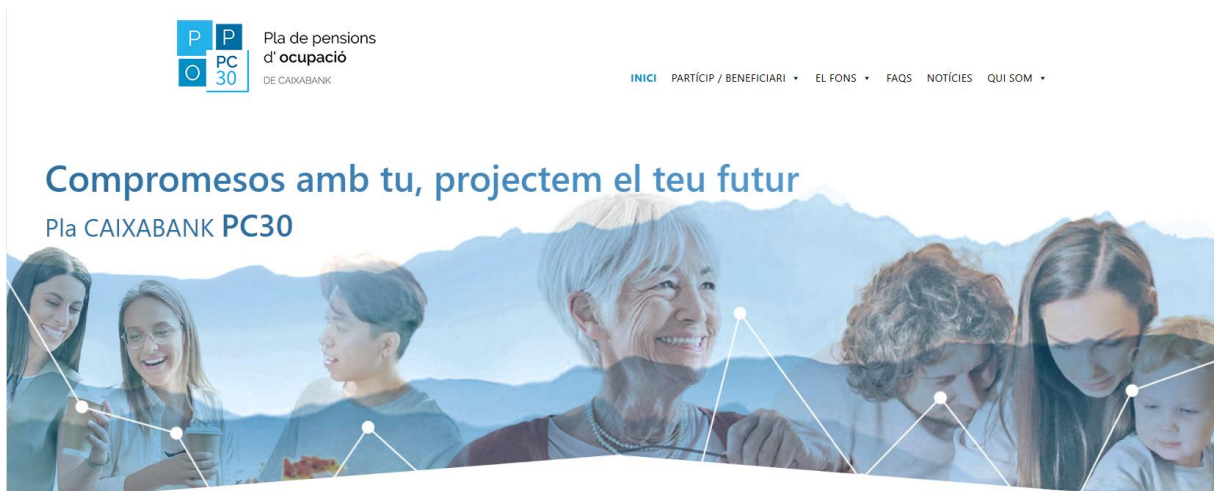 P P
O PC
30
Pla de pensions
d' ocupació
DE CAIXABANK
INICI PARTÍCIP / BENEFICIARI EL FONS FAQS NOTÍCIES QUI SOM
Compromesos amb tu, projectem el teu futur
Pla CAIXABANK PC30